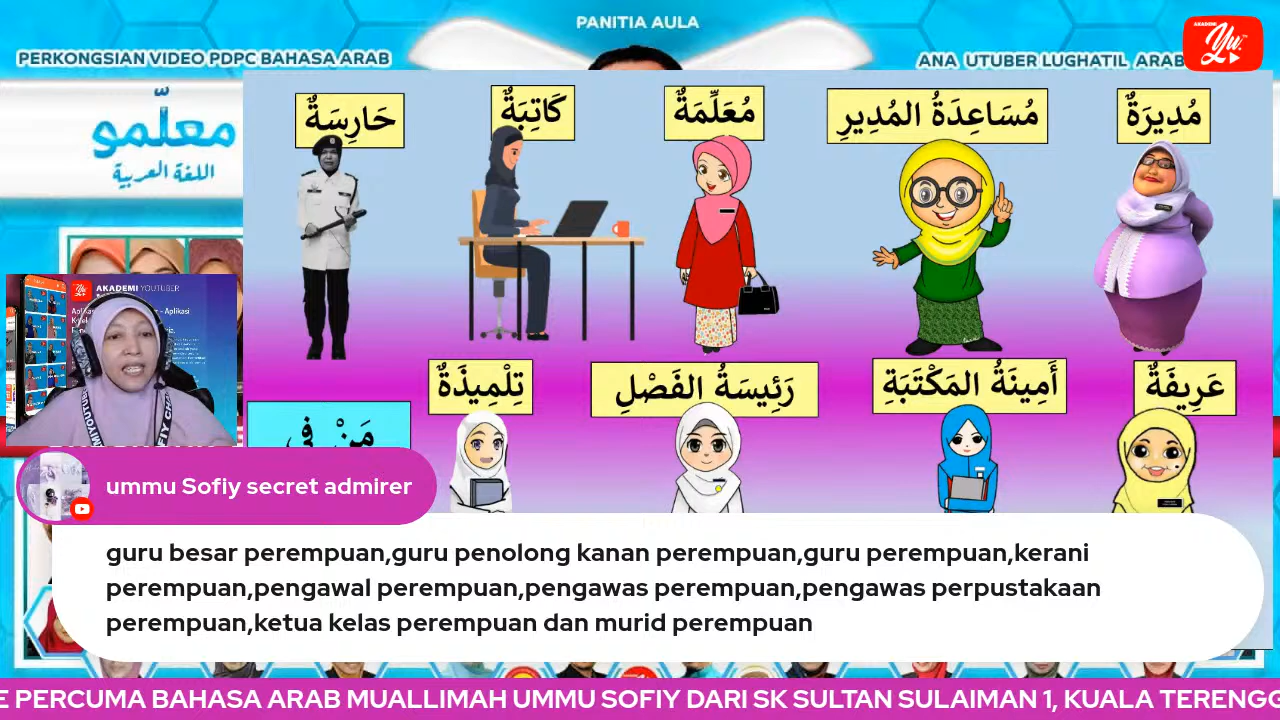 PANITIA AULA
PERKONGSIAN VIDEO PDPC BAHASA ARAB
ANA UTUBER LUGHATIL ARAB
AKADEMI
Yu.
معلّمو
اللغة العربية
مُدِيرَةٌ
مُسَاعِدَةُ المُدِيرِ
مُعَلِّمَةٌ
كَاتِبَةٌ
حَارِسَةٌ
عَرِيفَةٌ
أَمِينَةُ المَكْتَبَةِ
رَئِيسَةُ الفَصْلِ
تِلْمِيذَةٌ
مَنْ فِي
AKADEMI YOUTUBER
ummu Sofiy secret admirer
guru besar perempuan,guru penolong kanan perempuan,guru perempuan,kerani
perempuan,pengawal perempuan,pengawas perempuan,pengawas perpustakaan
perempuan,ketua kelas perempuan dan murid perempuan
E PERCUMA BAHASA ARAB MUALLIMAH UMMU SOFIY DARI SK SULTAN SULAIMAN 1, KUALA TERENGG